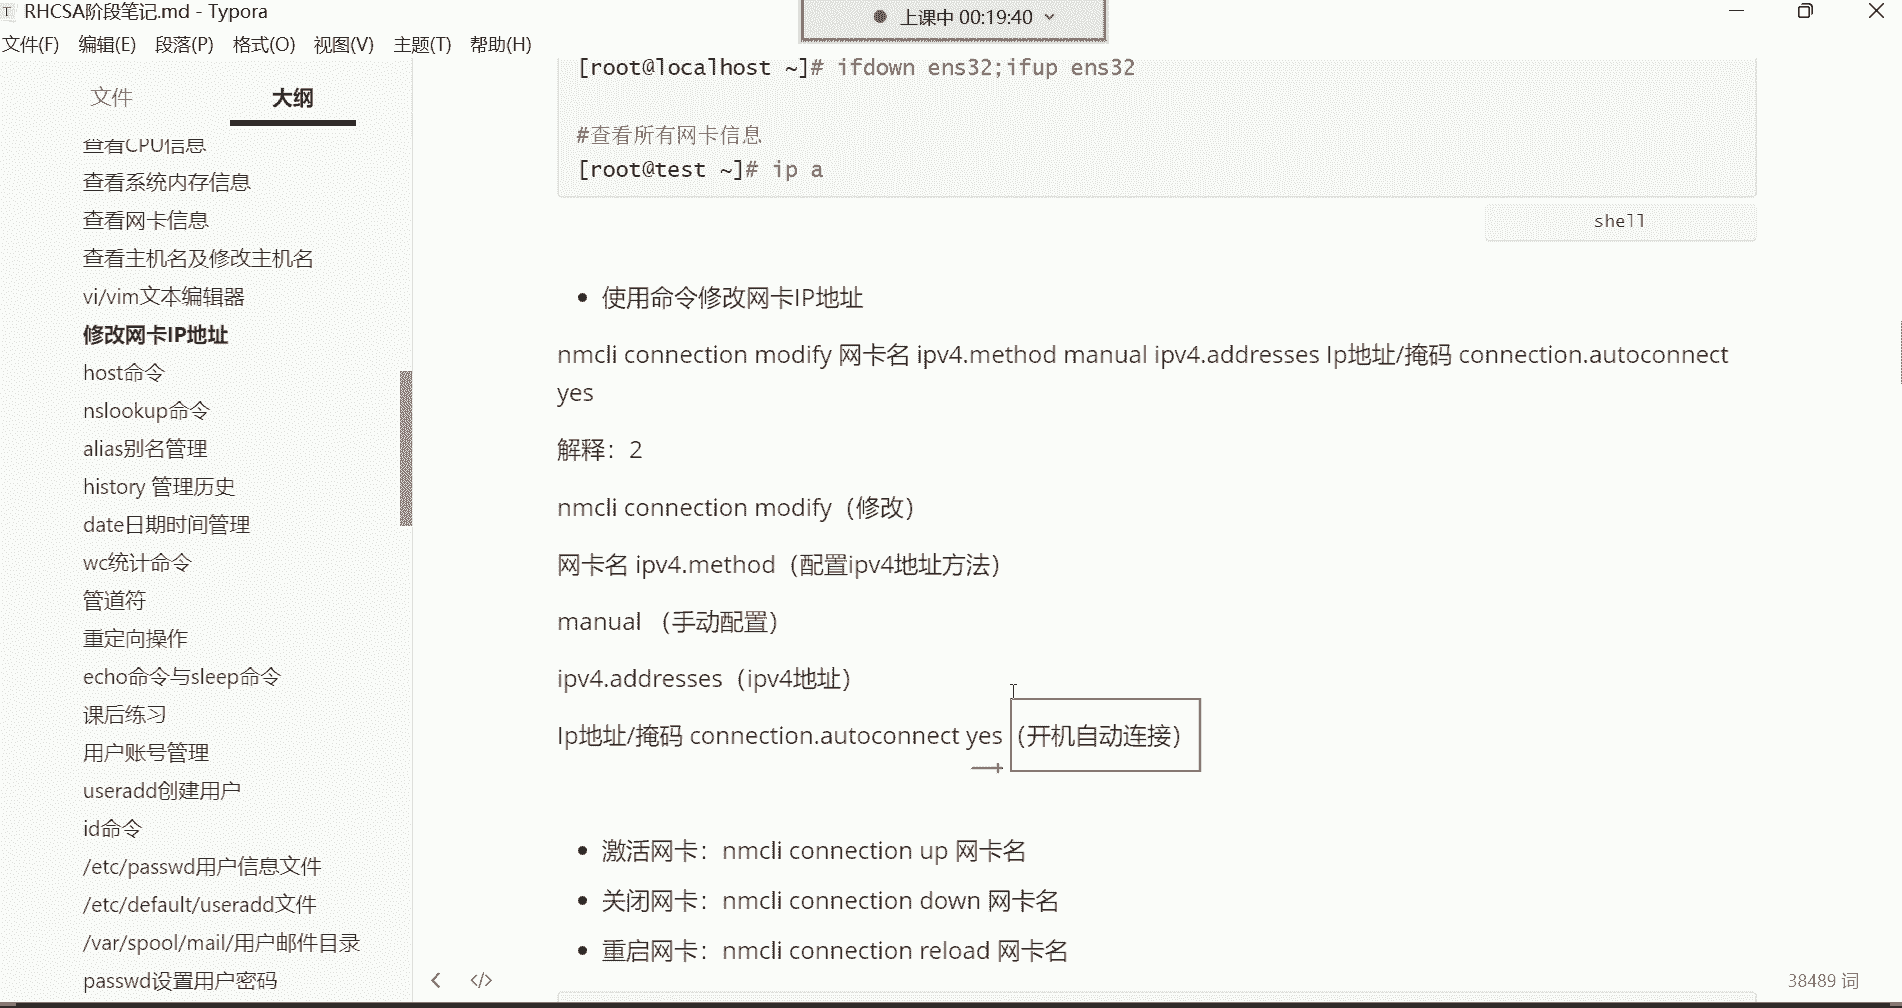 RHCSA阶段笔记.md - Typora
上课中 00:19:40
文件(F) 编辑(E) 段落(P) 格式(O) 视图(V) 主题(T) 帮助(H)
文件 大纲
查看CPU信息
查看系统内存信息
查看网卡信息
查看主机名及修改主机名
vi/vim文本编辑器
修改网卡IP地址
host命令
nslookup命令
alias别名管理
history 管理历史
date日期时间管理
wc统计命令
管道符
重定向操作
echo命令与sleep命令
课后练习
用户账号管理
useradd创建用户
id命令
/etc/passwd用户信息文件
/etc/default/useradd文件
/var/spool/mail/用户邮件目录
passwd设置用户密码
[root@localhost ~]# ifdown ens32;ifup ens32
#查看所有网卡信息
[root@test ~]# ip a
shell
使用命令修改网卡IP地址
nmcli connection modify 网卡名 ipv4.method manual ipv4.addresses Ip地址/掩码 connection.autoconnect
yes
解释：2
nmcli connection modify（修改）
网卡名 ipv4.method（配置ipv4地址方法）
manual （手动配置）
ipv4.addresses（ipv4地址）
Ip地址/掩码 connection.autoconnect yes（开机自动连接）
激活网卡：nmcli connection up 网卡名
关闭网卡：nmcli connection down 网卡名
重启网卡：nmcli connection reload 网卡名
38489 词